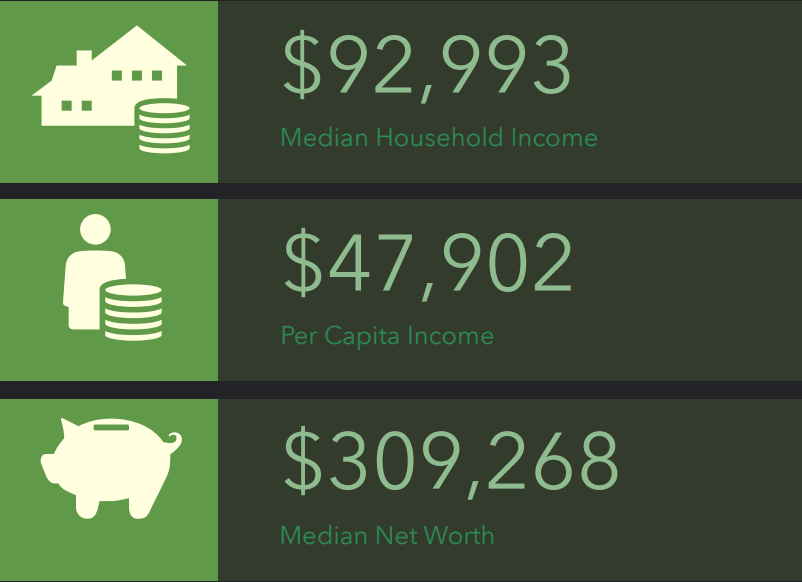 $92,993
Median Household Income
$47,902
Per Capita Income
$309,268
Median Net Worth